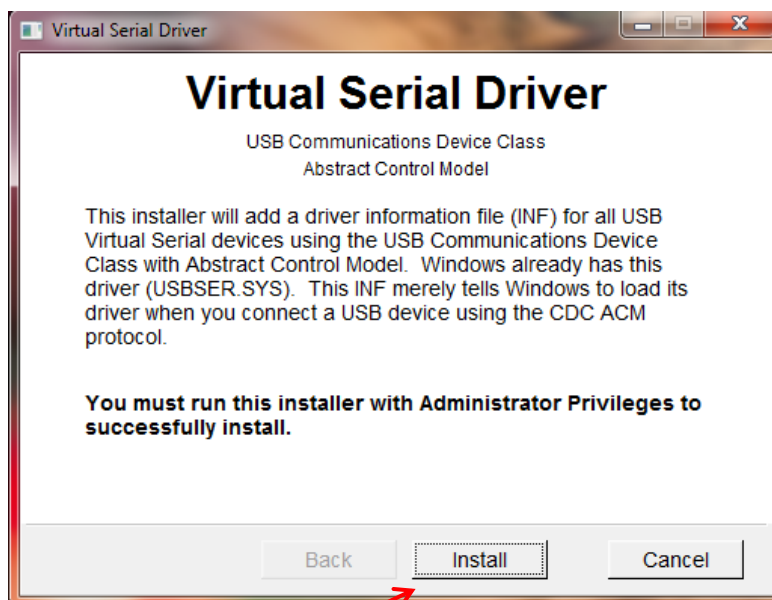 Virtual Serial Driver
Virtual Serial Driver
USB Communications Device Class
Abstract Control Model
This installer will add a driver information file (INF) for all USB
Virtual Serial devices using the USB Communications Device
Class with Abstract Control Model.  Windows already has this
driver (USBSER.SYS).  This INF merely tells Windows to load its
driver when you connect a USB device using the CDC ACM
protocol.
You must run this installer with Administrator Privileges to
successfully install.
Back Install Cancel